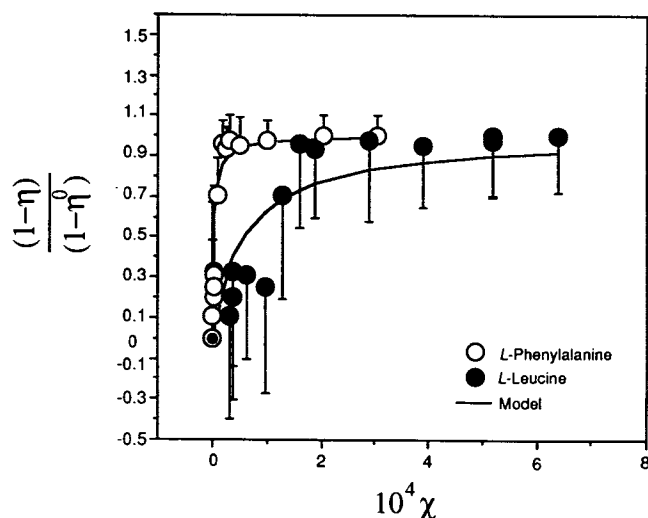 1.5
1.3
1.1
0.9
0.7
0.5
0.3
0.1
0
-0.1
-0.3
-0.5
(1−η)
(1−η⁰)
L-Phenylalanine
L-Leucine
Model
0 2 4 6 8
10⁴ χ